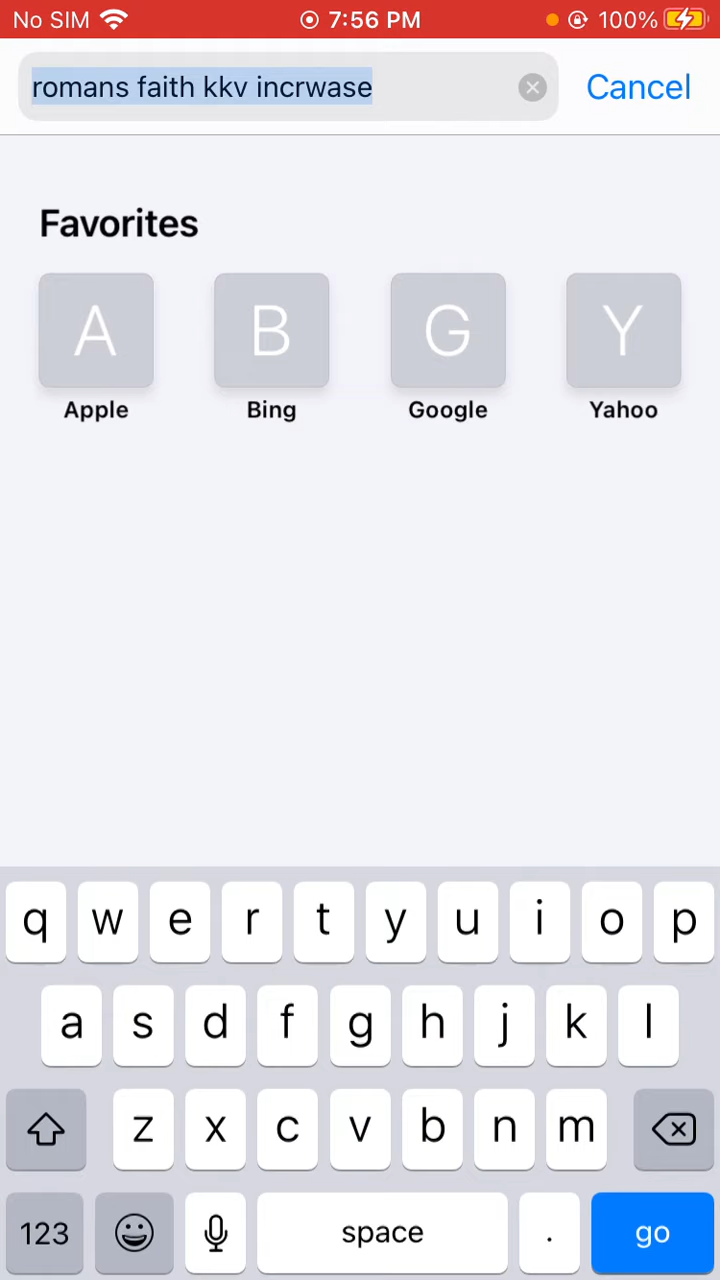 No SIM 7:56 PM 100%
romans faith kkv incrwase Cancel
Favorites
A B G Y
Apple Bing Google Yahoo
q w e r t y u i o p
a s d f g h j k l
z x c v b n m
123 space . go